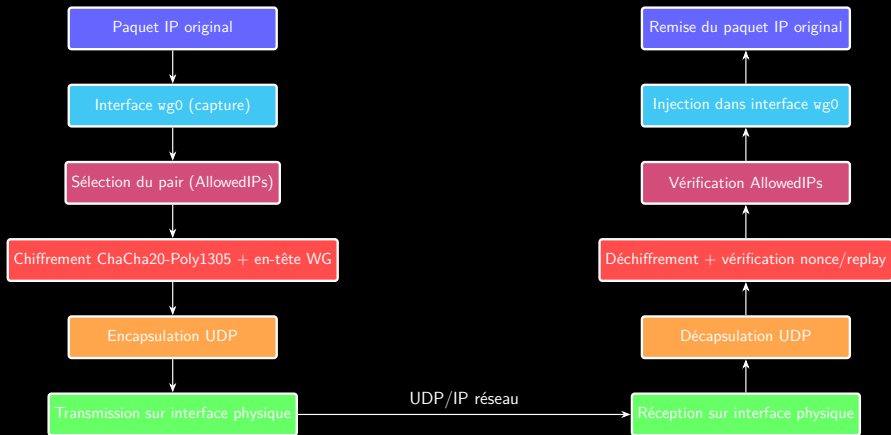 Paquet IP original
Interface wg0 (capture)
Sélection du pair (AllowedIPs)
Chiffrement ChaCha20-Poly1305 + en-tête WG
Encapsulation UDP
Transmission sur interface physique
UDP/IP réseau
Remise du paquet IP original
Injection dans interface wg0
Vérification AllowedIPs
Déchiffrement + vérification nonce/replay
Décapsulation UDP
Réception sur interface physique